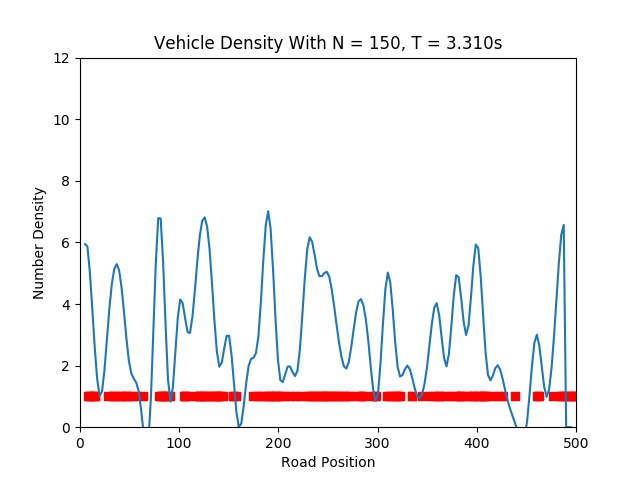 Vehicle Density With N = 150, T = 3.310s
12
10
8
6
4
2
0
Number Density
0 100 200 300 400 500
Road Position